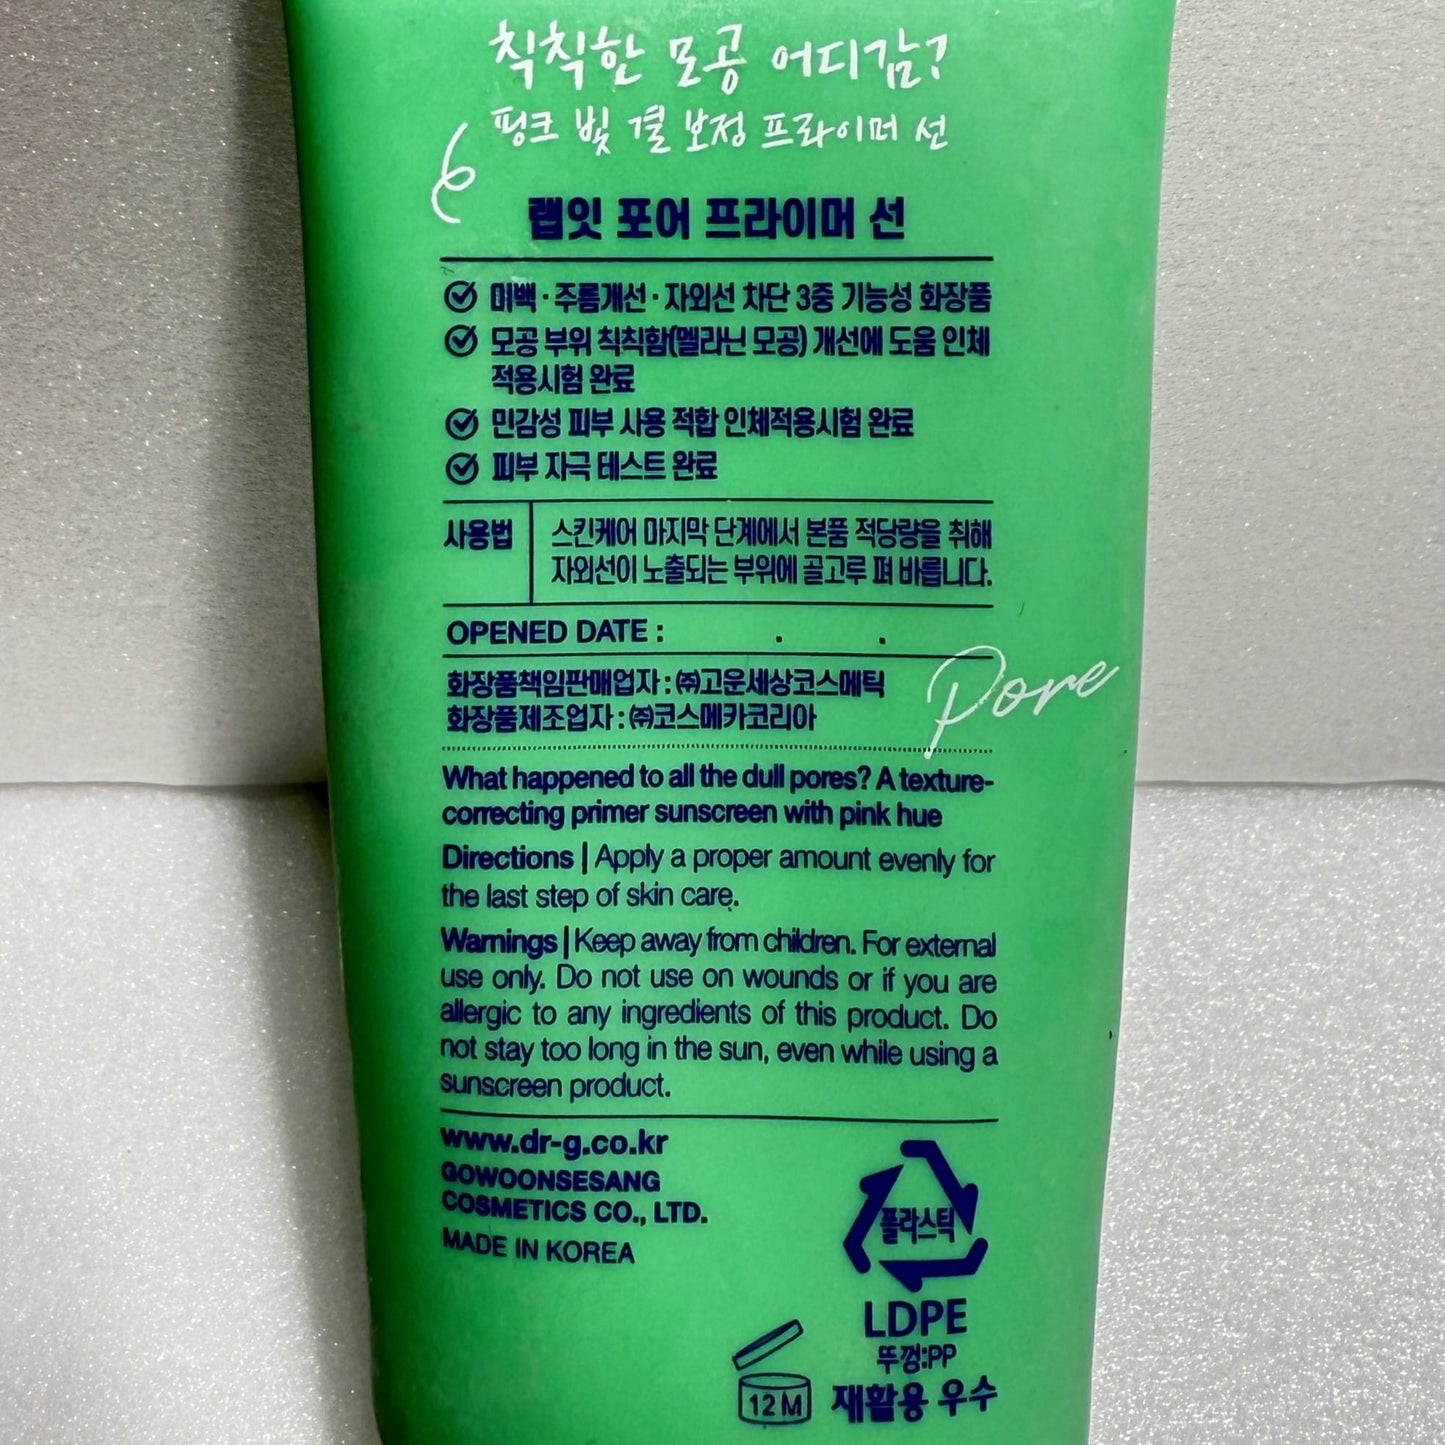 칙칙한 모공 어디감?
핑크 빛 결 보정 프라이머 선
랩잇 포어 프라이머 선
미백 · 주름개선 · 자외선 차단 3중 기능성 화장품
모공 부위 칙칙함(멜라닌 모공) 개선에 도움 인체
적용시험 완료
민감성 피부 사용 적합 인체적용시험 완료
피부 자극 테스트 완료
사용법 스킨케어 마지막 단계에서 본품 적당량을 취해
자외선이 노출되는 부위에 골고루 펴 바릅니다.
OPENED DATE : . .
화장품책임판매업자 : ㈜고운세상코스메틱
화장품제조업자 : ㈜코스메카코리아
Pore
What happened to all the dull pores? A texture-
correcting primer sunscreen with pink hue
Directions | Apply a proper amount evenly for
the last step of skin care.
Warnings | Keep away from children. For external
use only. Do not use on wounds or if you are
allergic to any ingredients of this product. Do
not stay too long in the sun, even while using a
sunscreen product.
www.dr-g.co.kr
GOWOONSESANG
COSMETICS CO., LTD.
MADE IN KOREA
플라스틱
LDPE
뚜껑:PP
재활용 우수
12M